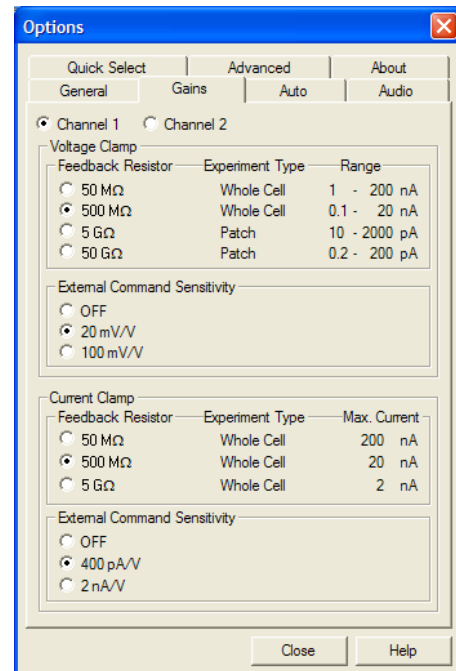 Options
Quick Select Advanced About
General Gains Auto Audio
Channel 1 Channel 2
Voltage Clamp
Feedback Resistor Experiment Type Range
50 MΩ Whole Cell 1 - 200 nA
500 MΩ Whole Cell 0.1 - 20 nA
5 GΩ Patch 10 - 2000 pA
50 GΩ Patch 0.2 - 200 pA
External Command Sensitivity
OFF
20 mV/V
100 mV/V
Current Clamp
Feedback Resistor Experiment Type Max. Current
50 MΩ Whole Cell 200 nA
500 MΩ Whole Cell 20 nA
5 GΩ Whole Cell 2 nA
External Command Sensitivity
OFF
400 pA/V
2 nA/V
Close Help